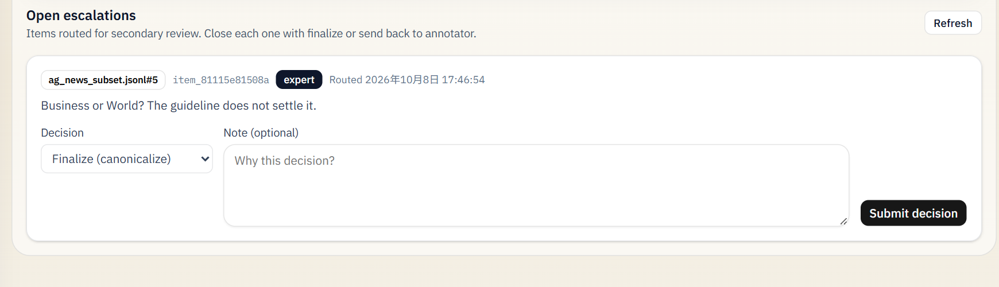 Open escalations
Items routed for secondary review. Close each one with finalize or send back to annotator.
Refresh
ag_news_subset.jsonl#5 item_81115e81508a expert Routed 2026年10月8日 17:46:54
Business or World? The guideline does not settle it.
Decision
Note (optional)
Finalize (canonicalize)
Why this decision?
Submit decision